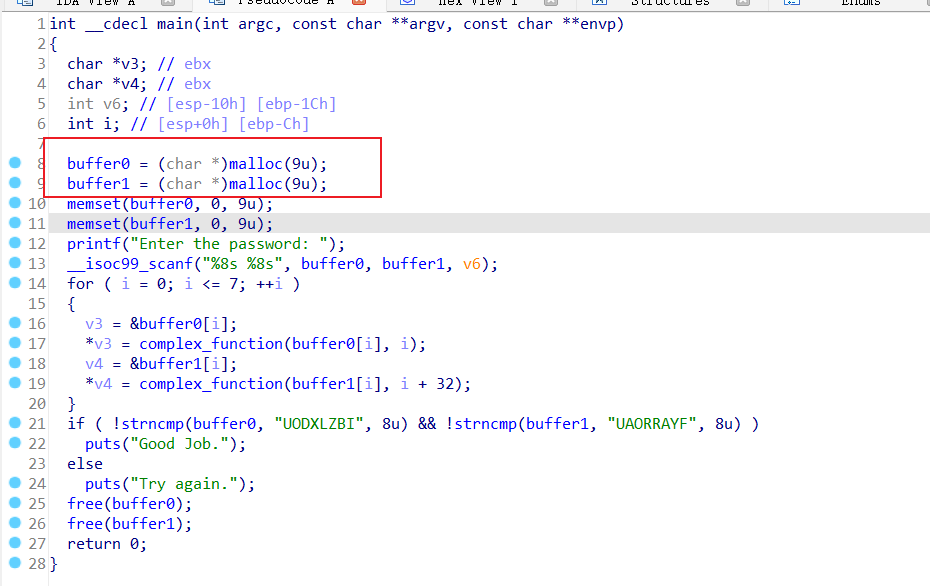 IDA View-A Pseudocode-A Hex View-1 Structures Enums
1 int __cdecl main(int argc, const char **argv, const char **envp)
2 {
3 char *v3; // ebx
4 char *v4; // ebx
5 int v6; // [esp-10h] [ebp-1Ch]
6 int i; // [esp+0h] [ebp-Ch]
7
8 buffer0 = (char *)malloc(9u);
9 buffer1 = (char *)malloc(9u);
10 memset(buffer0, 0, 9u);
11 memset(buffer1, 0, 9u);
12 printf("Enter the password: ");
13 __isoc99_scanf("%8s %8s", buffer0, buffer1, v6);
14 for ( i = 0; i <= 7; ++i )
15 {
16 v3 = &buffer0[i];
17 *v3 = complex_function(buffer0[i], i);
18 v4 = &buffer1[i];
19 *v4 = complex_function(buffer1[i], i + 32);
20 }
21 if ( !strncmp(buffer0, "UODXLZBI", 8u) && !strncmp(buffer1, "UAORRAYF", 8u) )
22 puts("Good Job.");
23 else
24 puts("Try again.");
25 free(buffer0);
26 free(buffer1);
27 return 0;
28 }